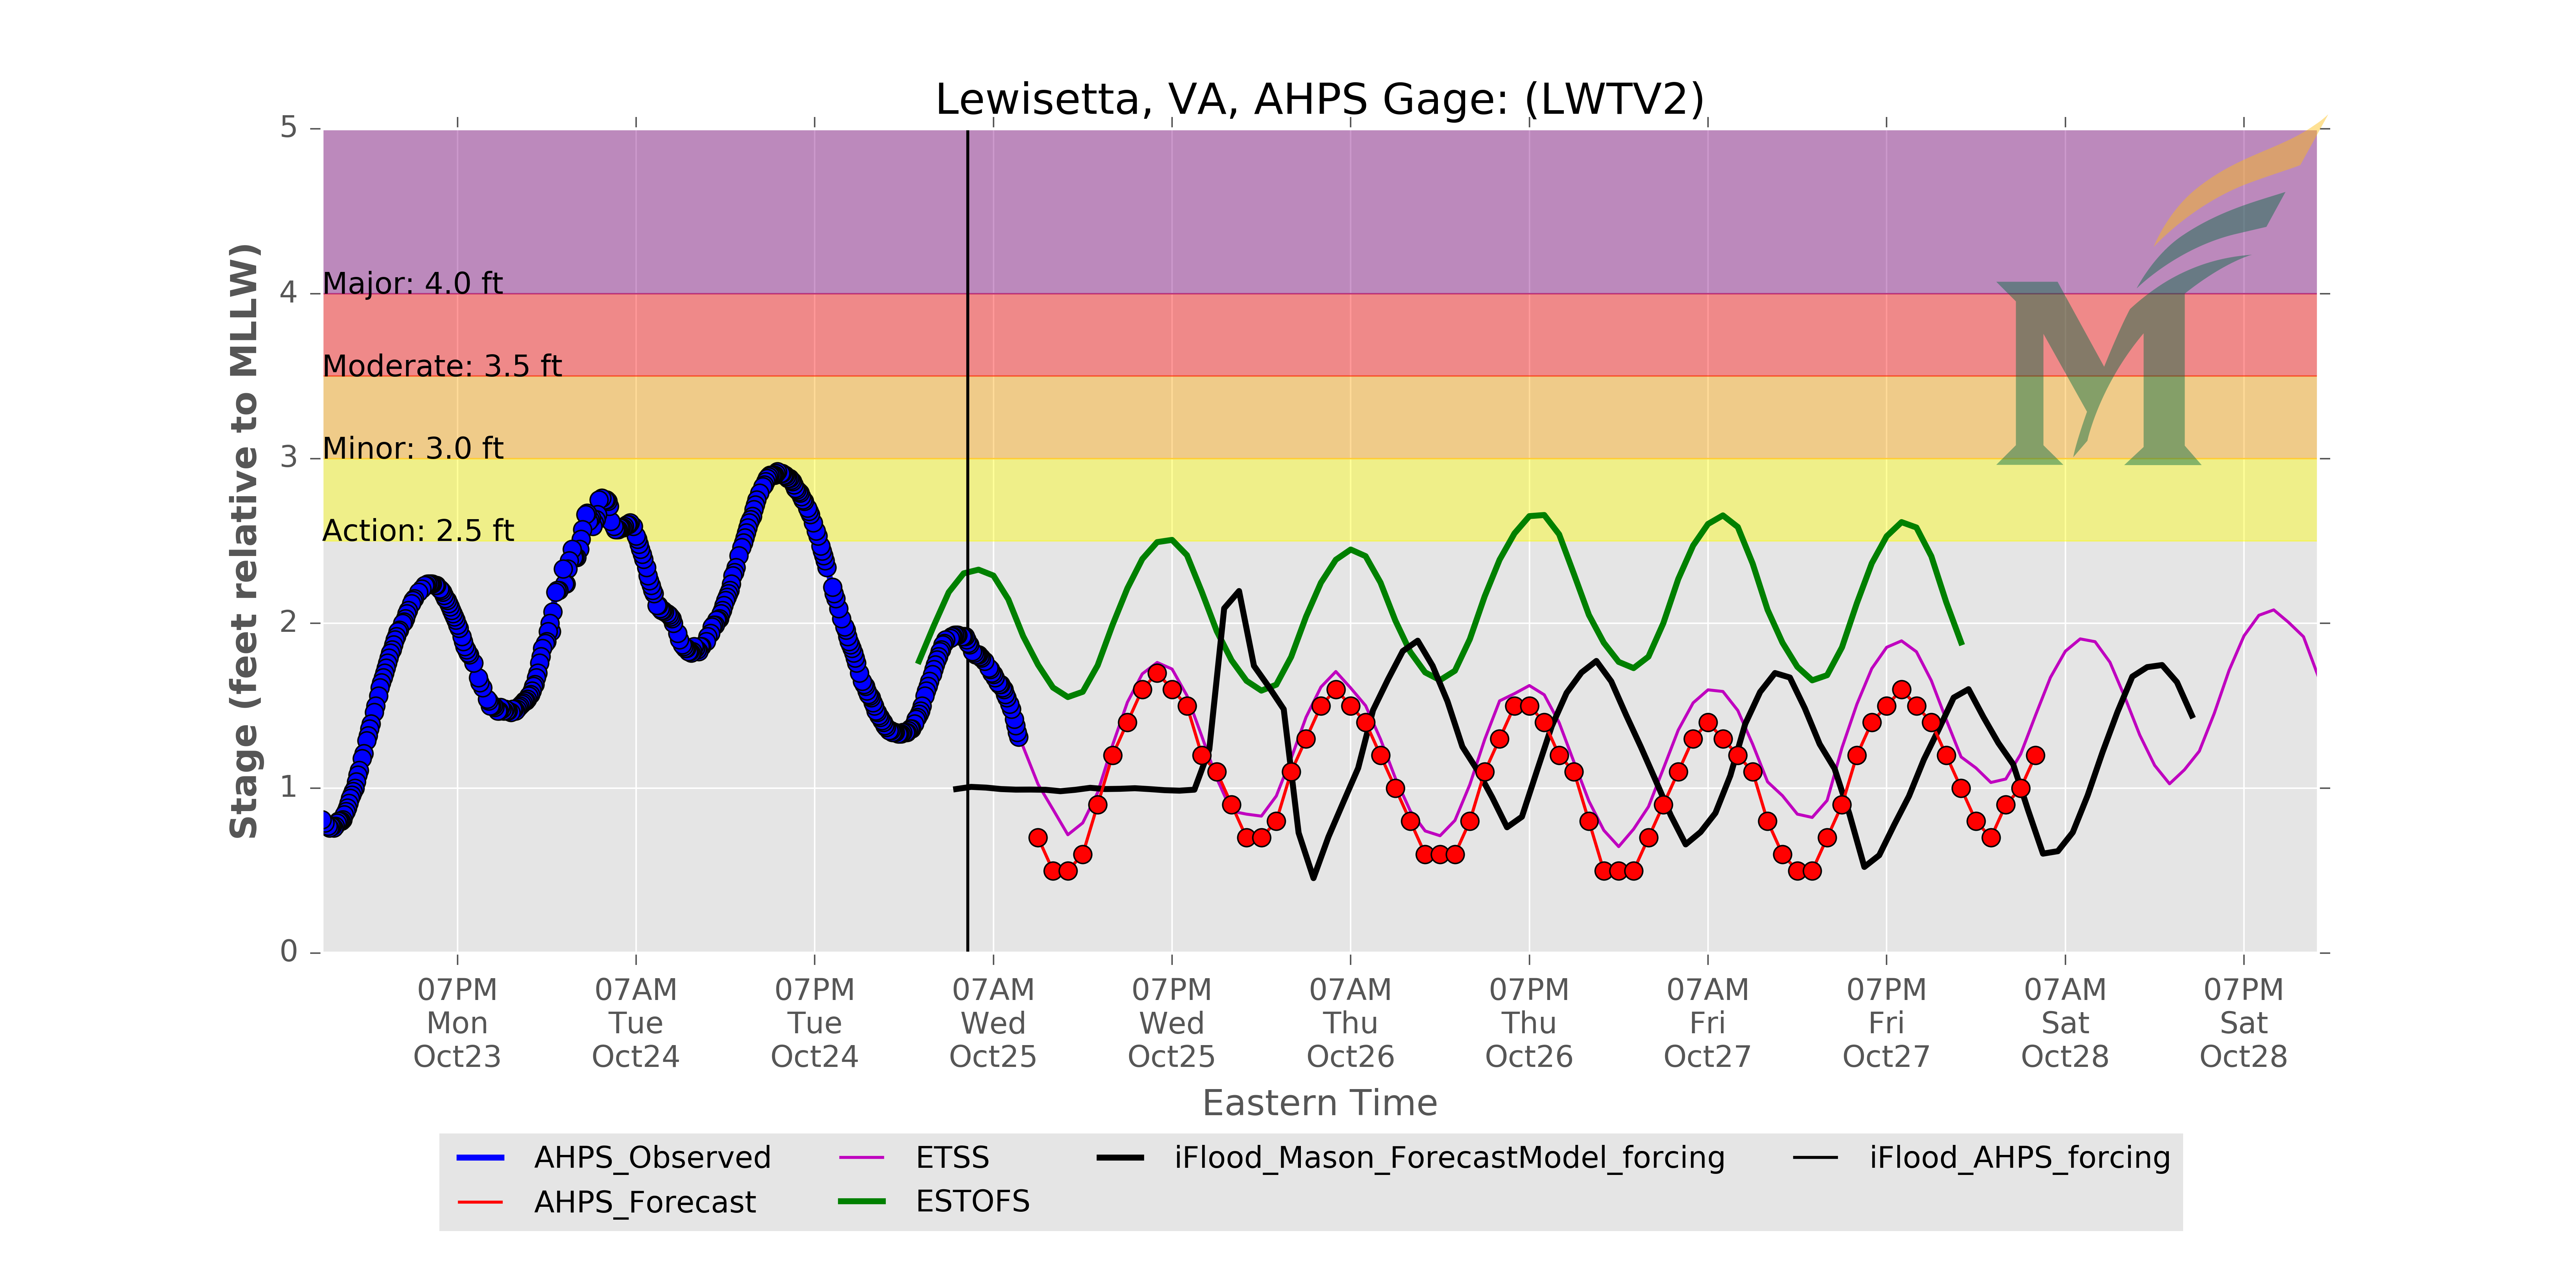 Lewisetta, VA, AHPS Gage: (LWTV2)
Stage (feet relative to MLLW)
5
4
3
2
1
0
Major: 4.0 ft
Moderate: 3.5 ft
Minor: 3.0 ft
Action: 2.5 ft
M
07PM 07AM 07PM 07AM 07PM 07AM 07PM 07AM 07PM 07AM 07PM
Mon Tue Tue Wed Wed Thu Thu Fri Fri Sat Sat
Oct23 Oct24 Oct24 Oct25 Oct25 Oct26 Oct26 Oct27 Oct27 Oct28 Oct28
Eastern Time
AHPS_Observed ETSS iFlood_Mason_ForecastModel_forcing iFlood_AHPS_forcing
AHPS_Forecast ESTOFS